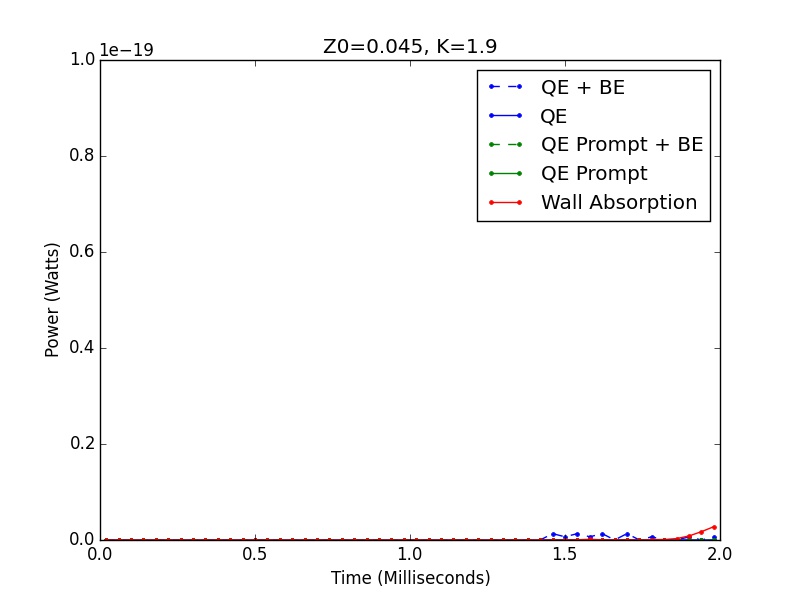 Z0=0.045, K=1.9
1e−19
1.0
0.8
0.6
0.4
0.2
0.0
Power (Watts)
QE + BE
QE
QE Prompt + BE
QE Prompt
Wall Absorption
0.0 0.5 1.0 1.5 2.0
Time (Milliseconds)